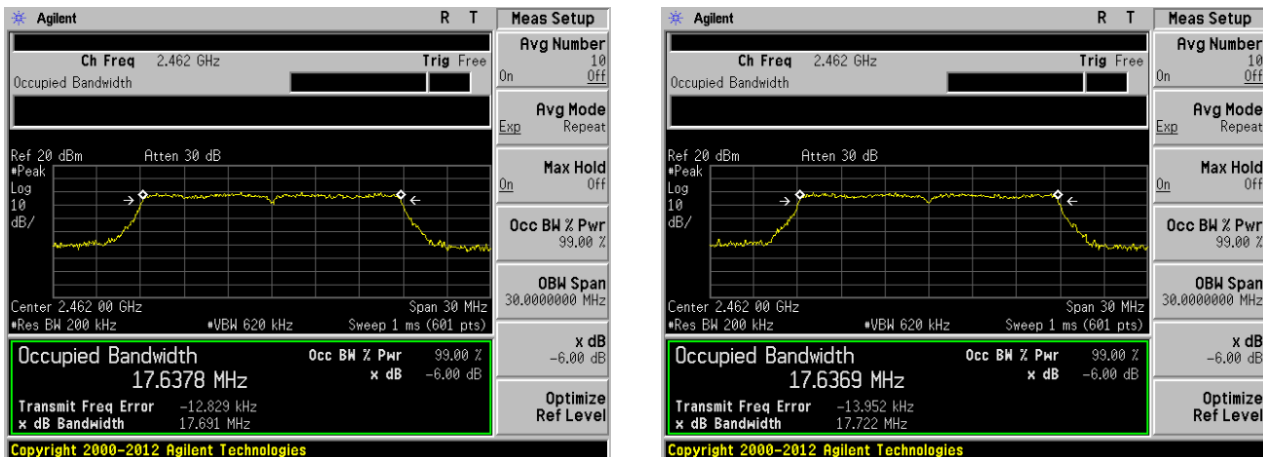 Agilent R T Meas Setup
Avg Number
10
On Off
Ch Freq 2.462 GHz Trig Free
Occupied Bandwidth
Avg Mode
Exp Repeat
Max Hold
On Off
Ref 20 dBm Atten 30 dB
#Peak
Log
10
dB/
Occ BW % Pwr
99.00 %
OBW Span
30.0000000 MHz
Center 2.462 00 GHz Span 30 MHz
#Res BW 200 kHz #VBW 620 kHz Sweep 1 ms (601 pts)
x dB
-6.00 dB
Occupied Bandwidth Occ BW % Pwr 99.00 %
17.6378 MHz x dB -6.00 dB
Optimize
Ref Level
Transmit Freq Error -12.829 kHz
x dB Bandwidth 17.691 MHz
Copyright 2000-2012 Agilent Technologies
Agilent R T Meas Setup
Avg Number
10
On Off
Ch Freq 2.462 GHz Trig Free
Occupied Bandwidth
Avg Mode
Exp Repeat
Max Hold
On Off
Ref 20 dBm Atten 30 dB
#Peak
Log
10
dB/
Occ BW % Pwr
99.00 %
OBW Span
30.0000000 MHz
Center 2.462 00 GHz Span 30 MHz
#Res BW 200 kHz #VBW 620 kHz Sweep 1 ms (601 pts)
x dB
-6.00 dB
Occupied Bandwidth Occ BW % Pwr 99.00 %
17.6369 MHz x dB -6.00 dB
Optimize
Ref Level
Transmit Freq Error -13.952 kHz
x dB Bandwidth 17.722 MHz
Copyright 2000-2012 Agilent Technologies